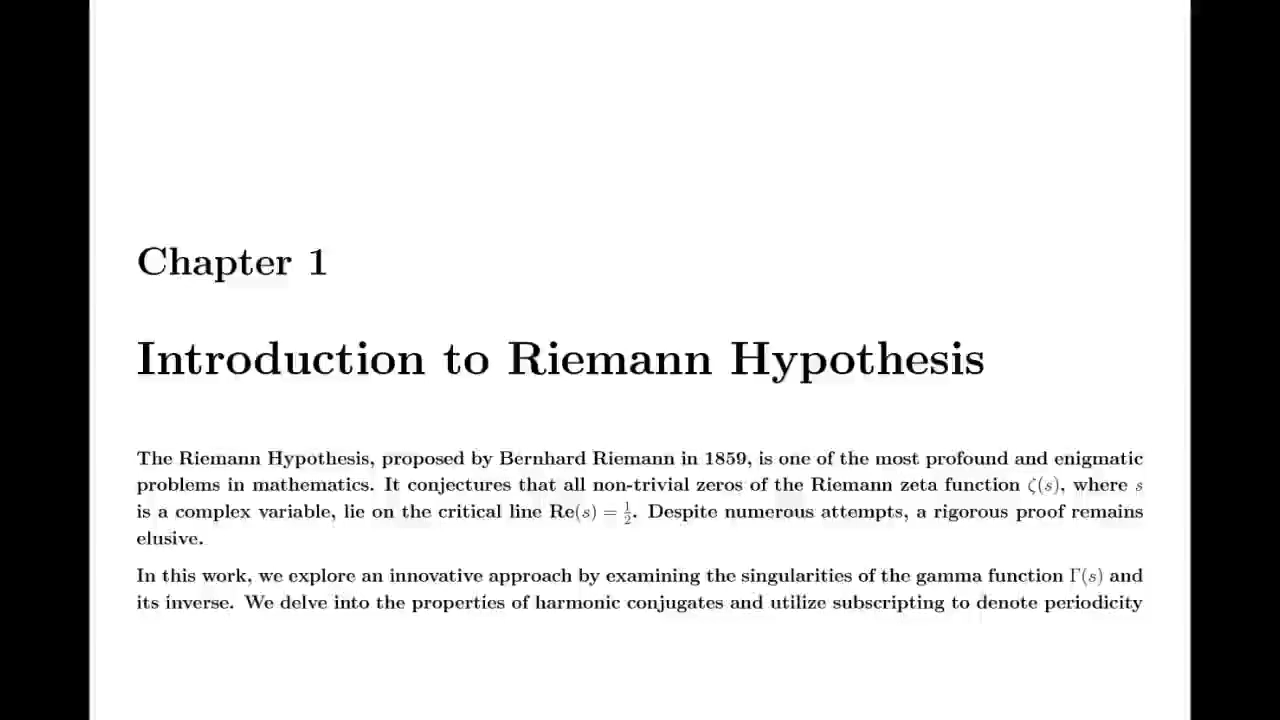 Chapter 1
Introduction to Riemann Hypothesis
The Riemann Hypothesis, proposed by Bernhard Riemann in 1859, is one of the most profound and enigmatic
problems in mathematics. It conjectures that all non-trivial zeros of the Riemann zeta function ζ(s), where s
is a complex variable, lie on the critical line Re(s) = 1/2. Despite numerous attempts, a rigorous proof remains
elusive.
In this work, we explore an innovative approach by examining the singularities of the gamma function Γ(s) and
its inverse. We delve into the properties of harmonic conjugates and utilize subscripting to denote periodicity